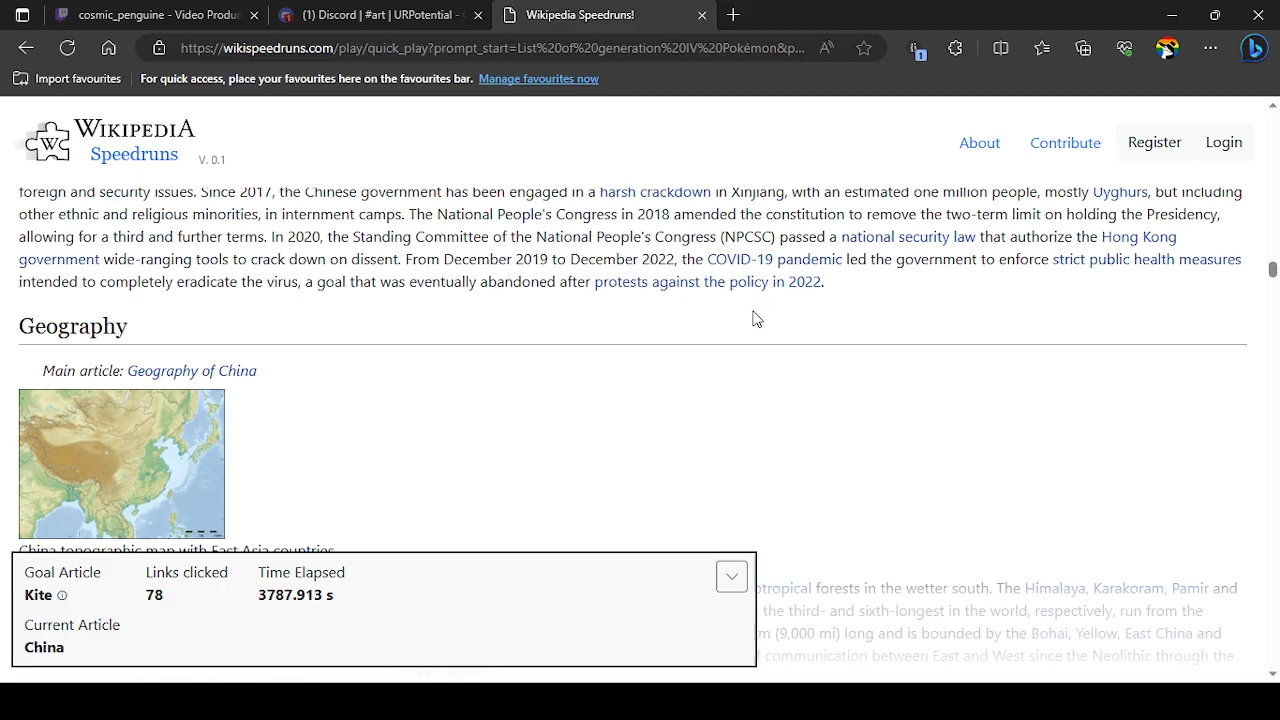 cosmic_penguine - Video Produc
(1) Discord | #art | URPotential -
Wikipedia Speedruns!
https://wikispeedruns.com/play/quick_play?prompt_start=List%20of%20generation%20IV%20Pokémon&p...
1
Import favourites
For quick access, place your favourites here on the favourites bar. Manage favourites now
W
WIKIPEDIA
Speedruns
V. 0.1
About
Contribute
Register
Login
foreign and security issues. Since 2017, the Chinese government has been engaged in a harsh crackdown in Xinjiang, with an estimated one million people, mostly Uyghurs, but including
other ethnic and religious minorities, in internment camps. The National People's Congress in 2018 amended the constitution to remove the two-term limit on holding the Presidency,
allowing for a third and further terms. In 2020, the Standing Committee of the National People's Congress (NPCSC) passed a national security law that authorize the Hong Kong
government wide-ranging tools to crack down on dissent. From December 2019 to December 2022, the COVID-19 pandemic led the government to enforce strict public health measures
intended to completely eradicate the virus, a goal that was eventually abandoned after protests against the policy in 2022.
Geography
Main article: Geography of China
China topographic map with East Asia countries
Goal Article
Links clicked
Time Elapsed
Kite
78
3787.913 s
Current Article
China
forests in the wetter south. The Himalaya, Karakoram, Pamir and
the third- and sixth-longest in the world, respectively, run from the
(9,000 mi) long and is bounded by the Bohai, Yellow, East China and
communication between East and West since the Neolithic through the